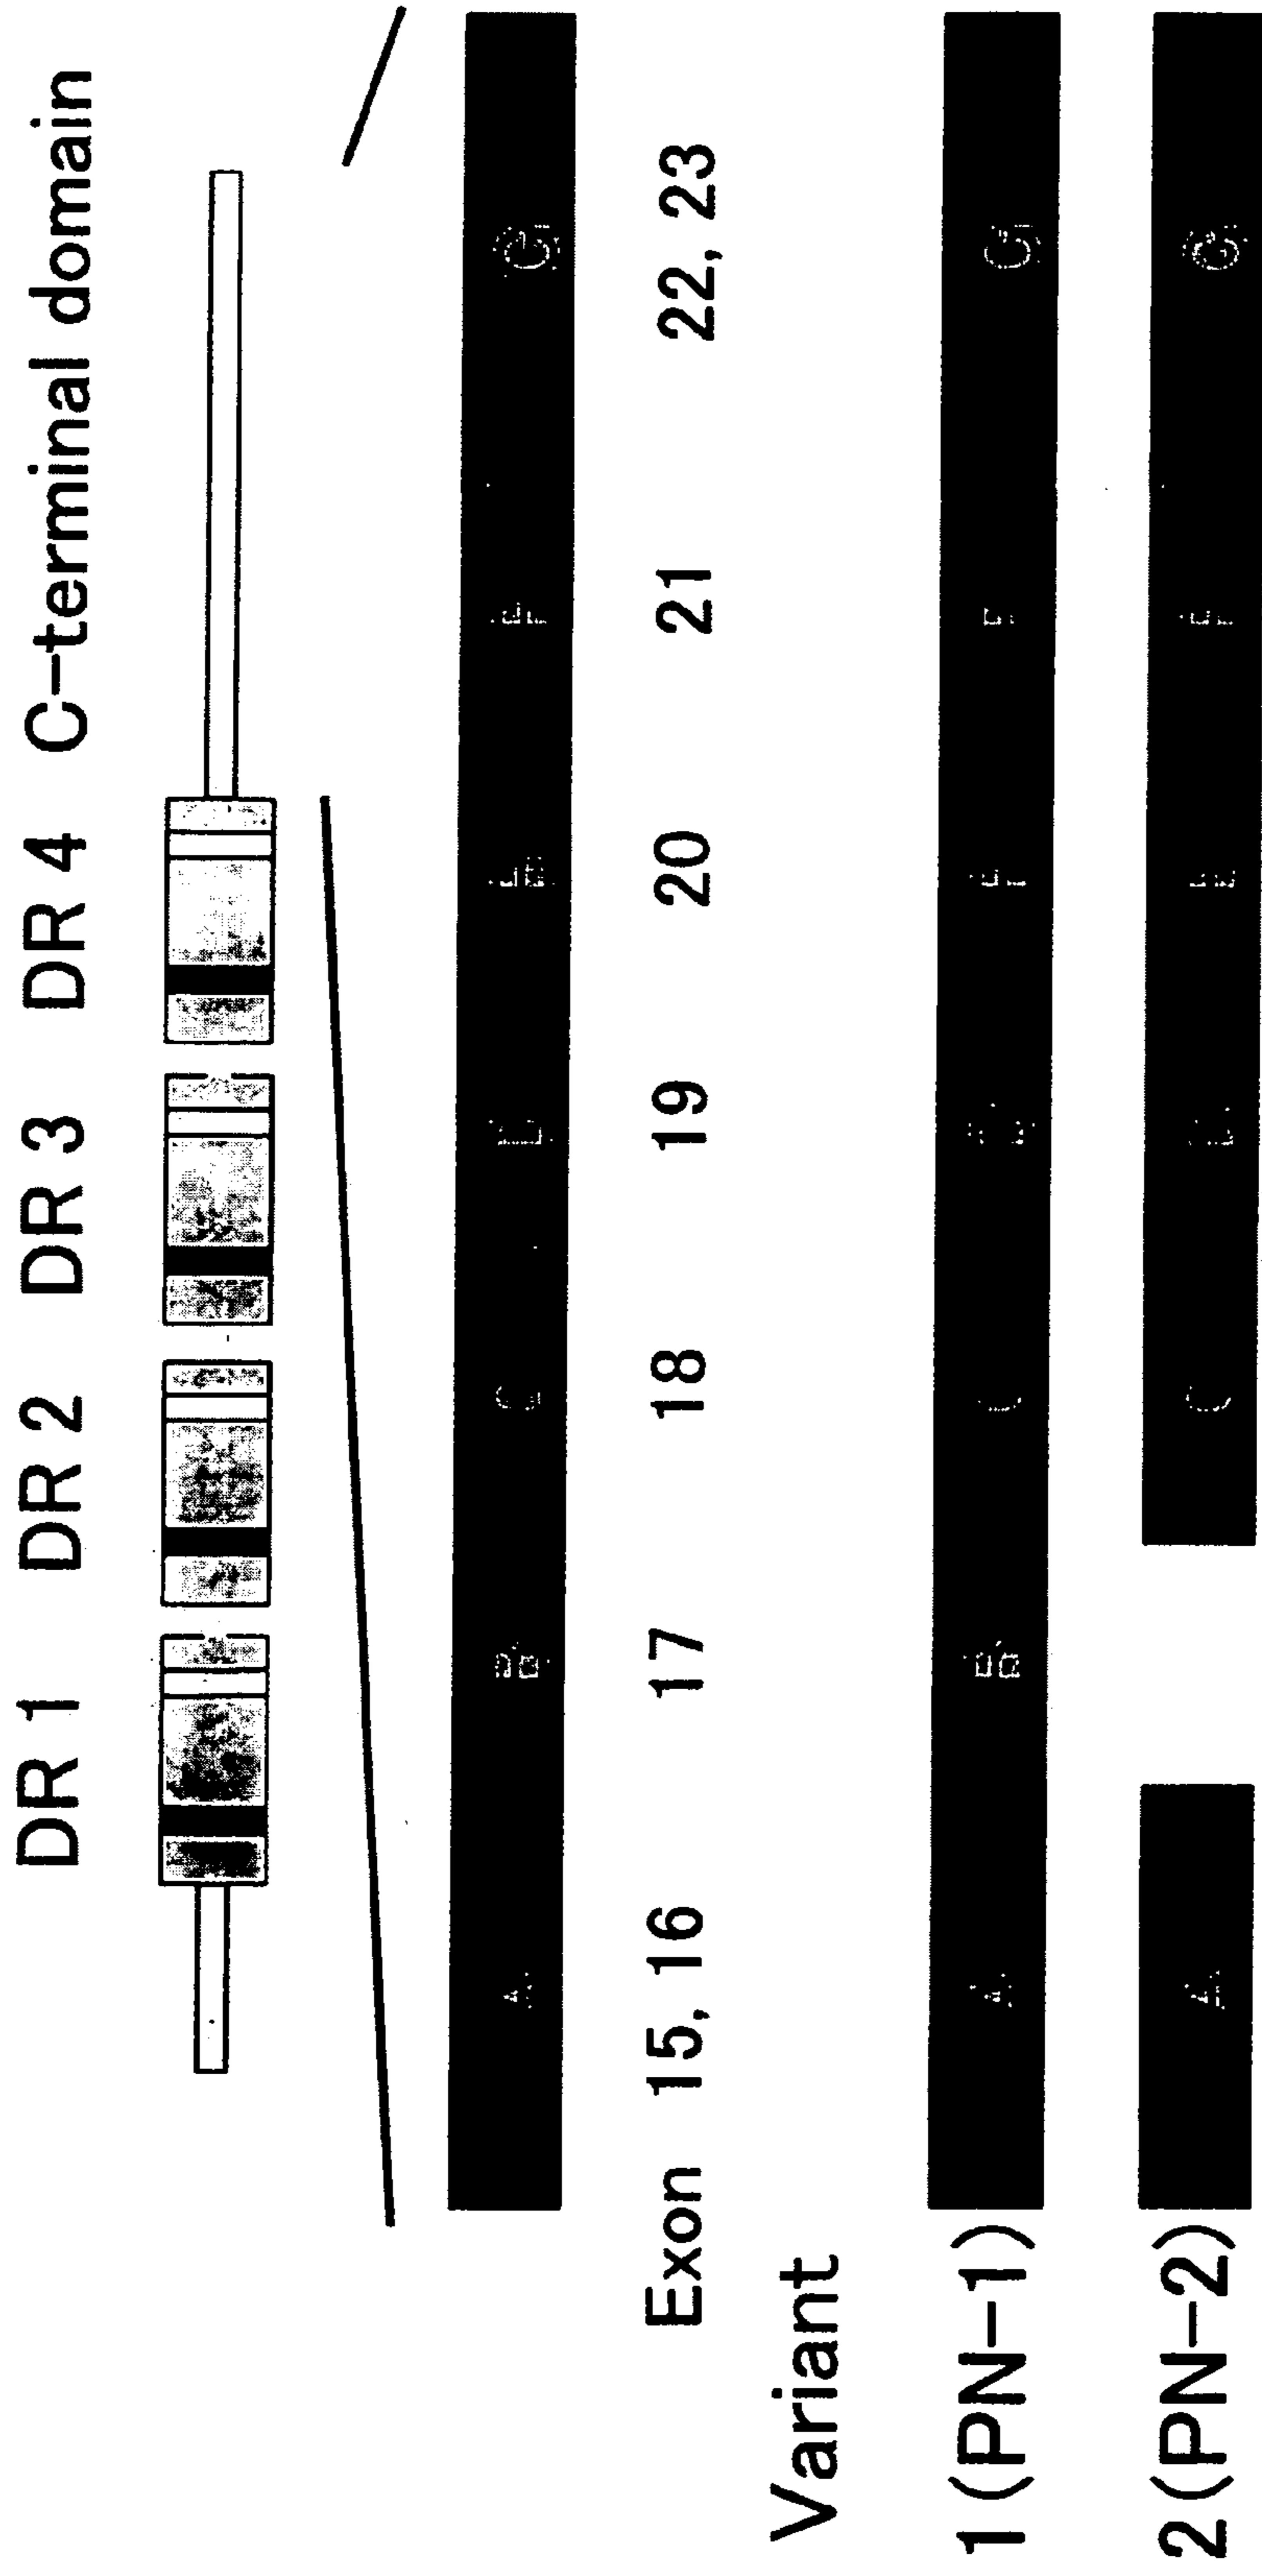 DR 1 DR 2 DR 3 DR 4 C-terminal domain
A B C D E F G
Exon 15, 16 17 18 19 20 21 22, 23
Variant
1 (PN-1) A B C D E F G
2 (PN-2) A C D E F G